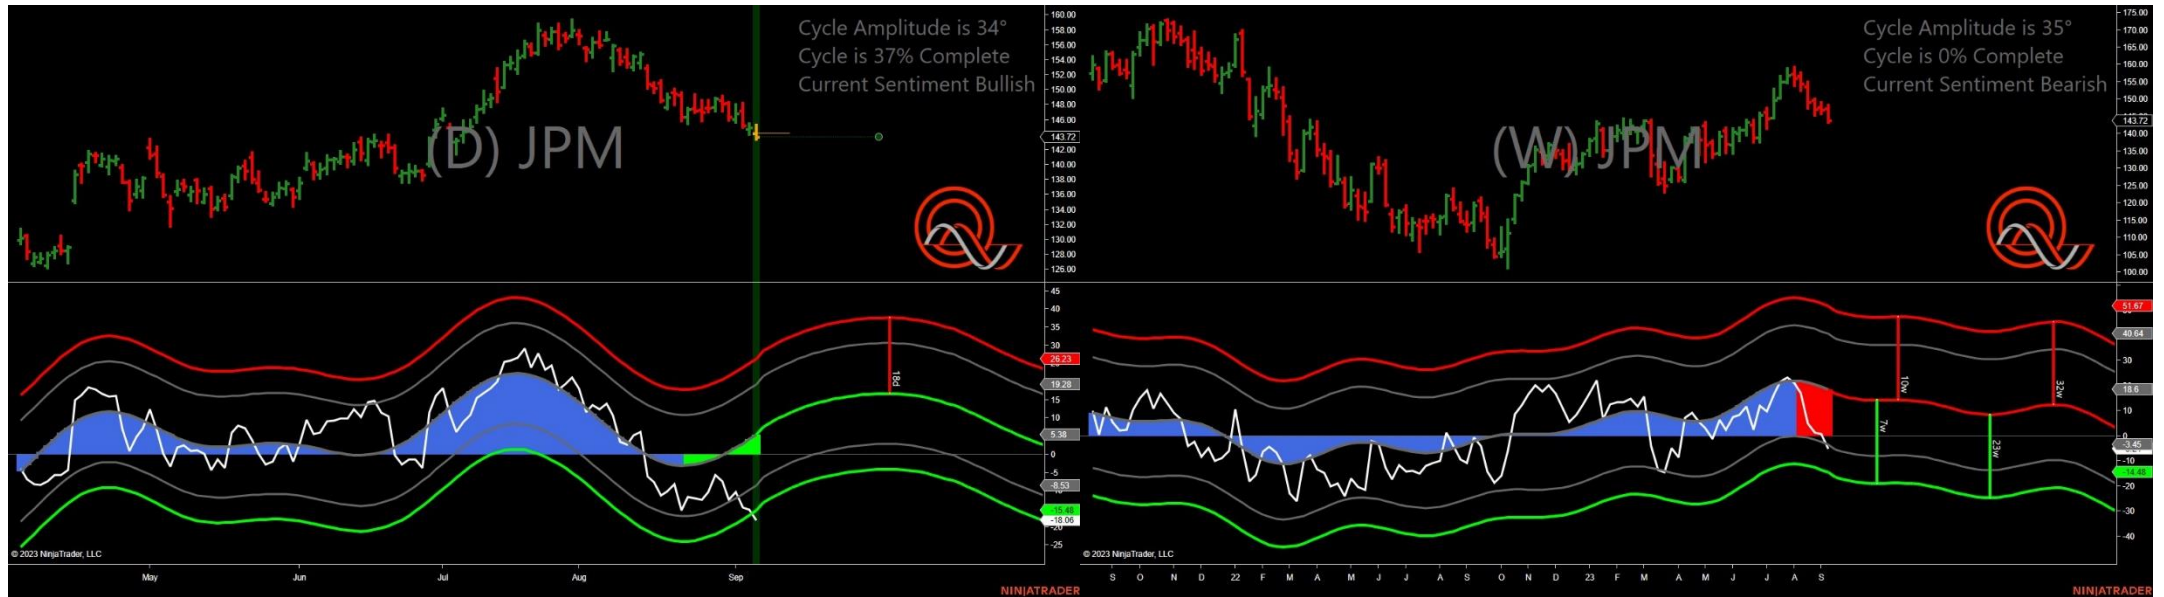 Cycle Amplitude is 34°
Cycle is 37% Complete
Current Sentiment Bullish
(D) JPM
160.00
158.00
156.00
154.00
152.00
150.00
148.00
146.00
143.72
142.00
140.00
138.00
136.00
134.00
132.00
130.00
128.00
126.00
45
40
35
30
26.23
19.28
15
10
5.38
0
-5
-8.53
-15.48
-18.06
-20
-25
18d
© 2023 NinjaTrader, LLC
May
Jun
Jul
Aug
Sep
NINJATRADER
Cycle Amplitude is 35°
Cycle is 0% Complete
Current Sentiment Bearish
(W) JPM
175.00
170.00
165.00
160.00
155.00
150.00
143.72
140.00
135.00
130.00
125.00
120.00
115.00
110.00
105.00
100.00
51.67
40.64
30
18.6
10
0
-3.45
-10
-14.48
-20
-30
-40
10w
32w
7w
23w
© 2023 NinjaTrader, LLC
S O N D 22 F M A M J J A S O N D 23 F M A M J J A S
NINJATRADER